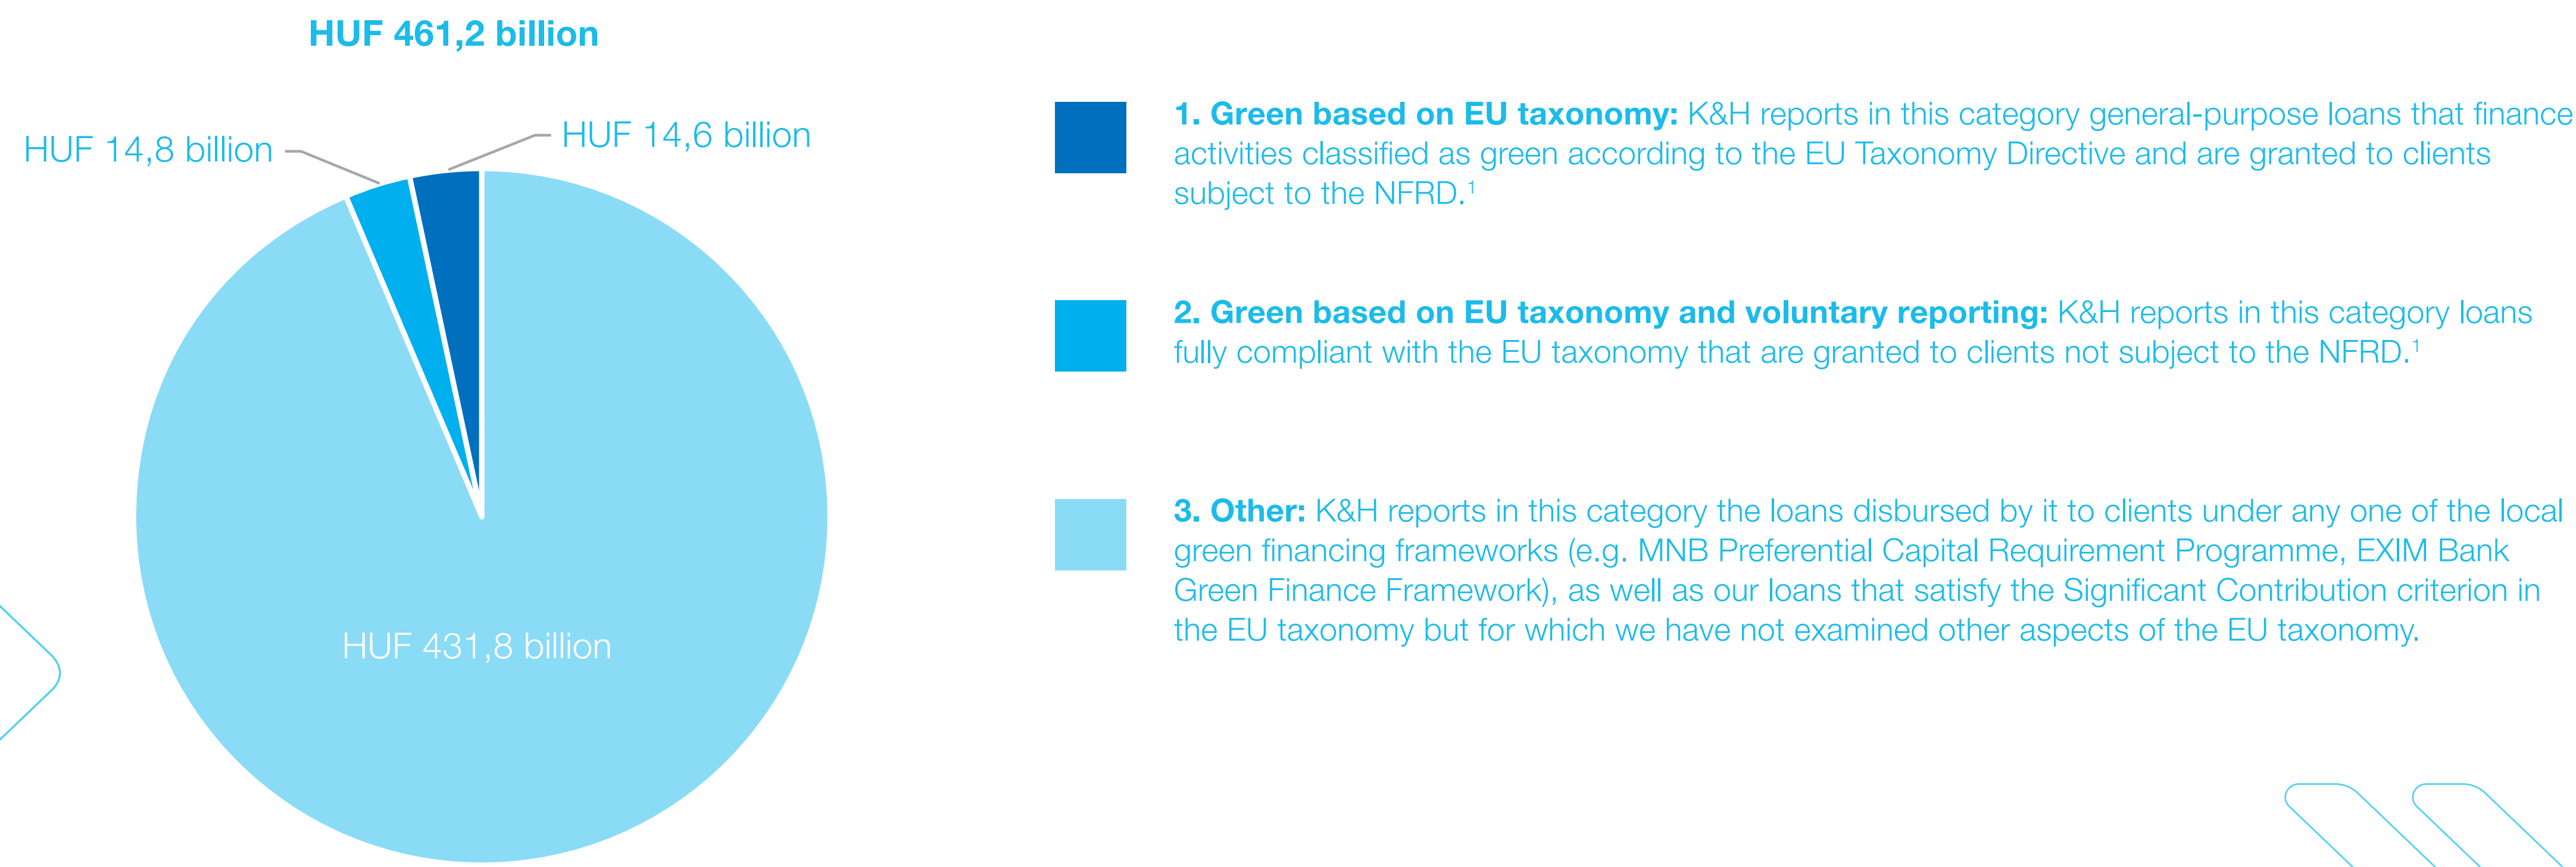 HUF 461,2 billion
HUF 14,8 billion
HUF 14,6 billion
HUF 431,8 billion
1. Green based on EU taxonomy: K&H reports in this category general-purpose loans that finance
activities classified as green according to the EU Taxonomy Directive and are granted to clients
subject to the NFRD.¹
2. Green based on EU taxonomy and voluntary reporting: K&H reports in this category loans
fully compliant with the EU taxonomy that are granted to clients not subject to the NFRD.¹
3. Other: K&H reports in this category the loans disbursed by it to clients under any one of the local
green financing frameworks (e.g. MNB Preferential Capital Requirement Programme, EXIM Bank
Green Finance Framework), as well as our loans that satisfy the Significant Contribution criterion in
the EU taxonomy but for which we have not examined other aspects of the EU taxonomy.